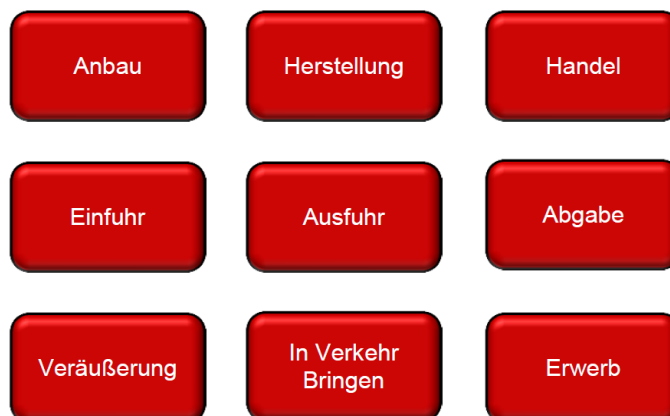 Anbau
Herstellung
Handel
Einfuhr
Ausfuhr
Abgabe
Veräußerung
In Verkehr
Bringen
Erwerb